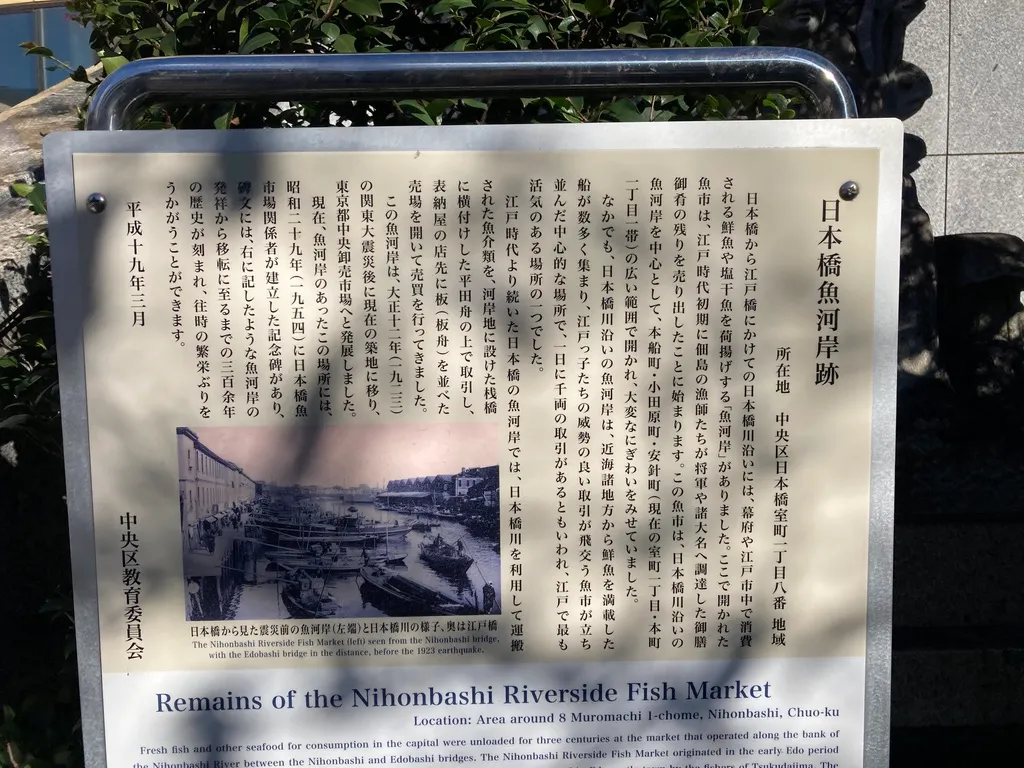 日本橋魚河岸跡
所在地　中央区日本橋室町一丁目八番 地域
日本橋から江戸橋にかけての日本橋川沿いには、幕府や江戸市中で消費
される鮮魚や塩干魚を荷揚げする「魚河岸」がありました。ここで開かれた
魚市は、江戸時代初期に佃島の漁師たちが将軍や諸大名へ調達した御膳
御肴の残りを売り出したことに始まります。この魚市は、日本橋川沿いの
魚河岸を中心として、本船町・小田原町・安針町（現在の室町一丁目・本町
一丁目一帯）の広い範囲で開かれ、大変なにぎわいをみせていました。
なかでも、日本橋川沿いの魚河岸は、近海諸地方から鮮魚を満載した
船が数多く集まり、江戸っ子たちの威勢の良い取引が飛交う魚市が立ち
並んだ中心的な場所で、一日に千両の取引があるともいわれ、江戸で最も
活気のある場所の一つでした。
江戸時代より続いた日本橋の魚河岸では、日本橋川を利用して運搬
された魚介類を、河岸地に設けた桟橋
に横付けした平田舟の上で取引し、
表納屋の店先に板（板舟）を並べた
売場を開いて売買を行ってきました。
この魚河岸は、大正十二年（一九二三）
の関東大震災後に現在の築地に移り、
東京都中央卸売市場へと発展しました。
現在、魚河岸のあったこの場所には、
昭和二十九年（一九五四）に日本橋魚
市場関係者が建立した記念碑があり、
碑文には、右に記したような魚河岸の
発祥から移転に至るまでの三百余年
の歴史が刻まれ、往時の繁栄ぶりを
うかがうことができます。
平成十九年三月
中央区教育委員会
日本橋から見た震災前の魚河岸（左端）と日本橋川の様子、奥は江戸橋
The Nihonbashi Riverside Fish Market (left) seen from the Nihonbashi bridge,
with the Edobashi bridge in the distance, before the 1923 earthquake.
Remains of the Nihonbashi Riverside Fish Market
Location: Area around 8 Muromachi 1-chome, Nihonbashi, Chuo-ku
Fresh fish and other seafood for consumption in the capital were unloaded for three centuries at the market that operated along the bank of
the Nihonbashi River between the Nihonbashi and Edobashi bridges. The Nihonbashi Riverside Fish Market originated in the early Edo period
by the fishers of Tsukudajima. The